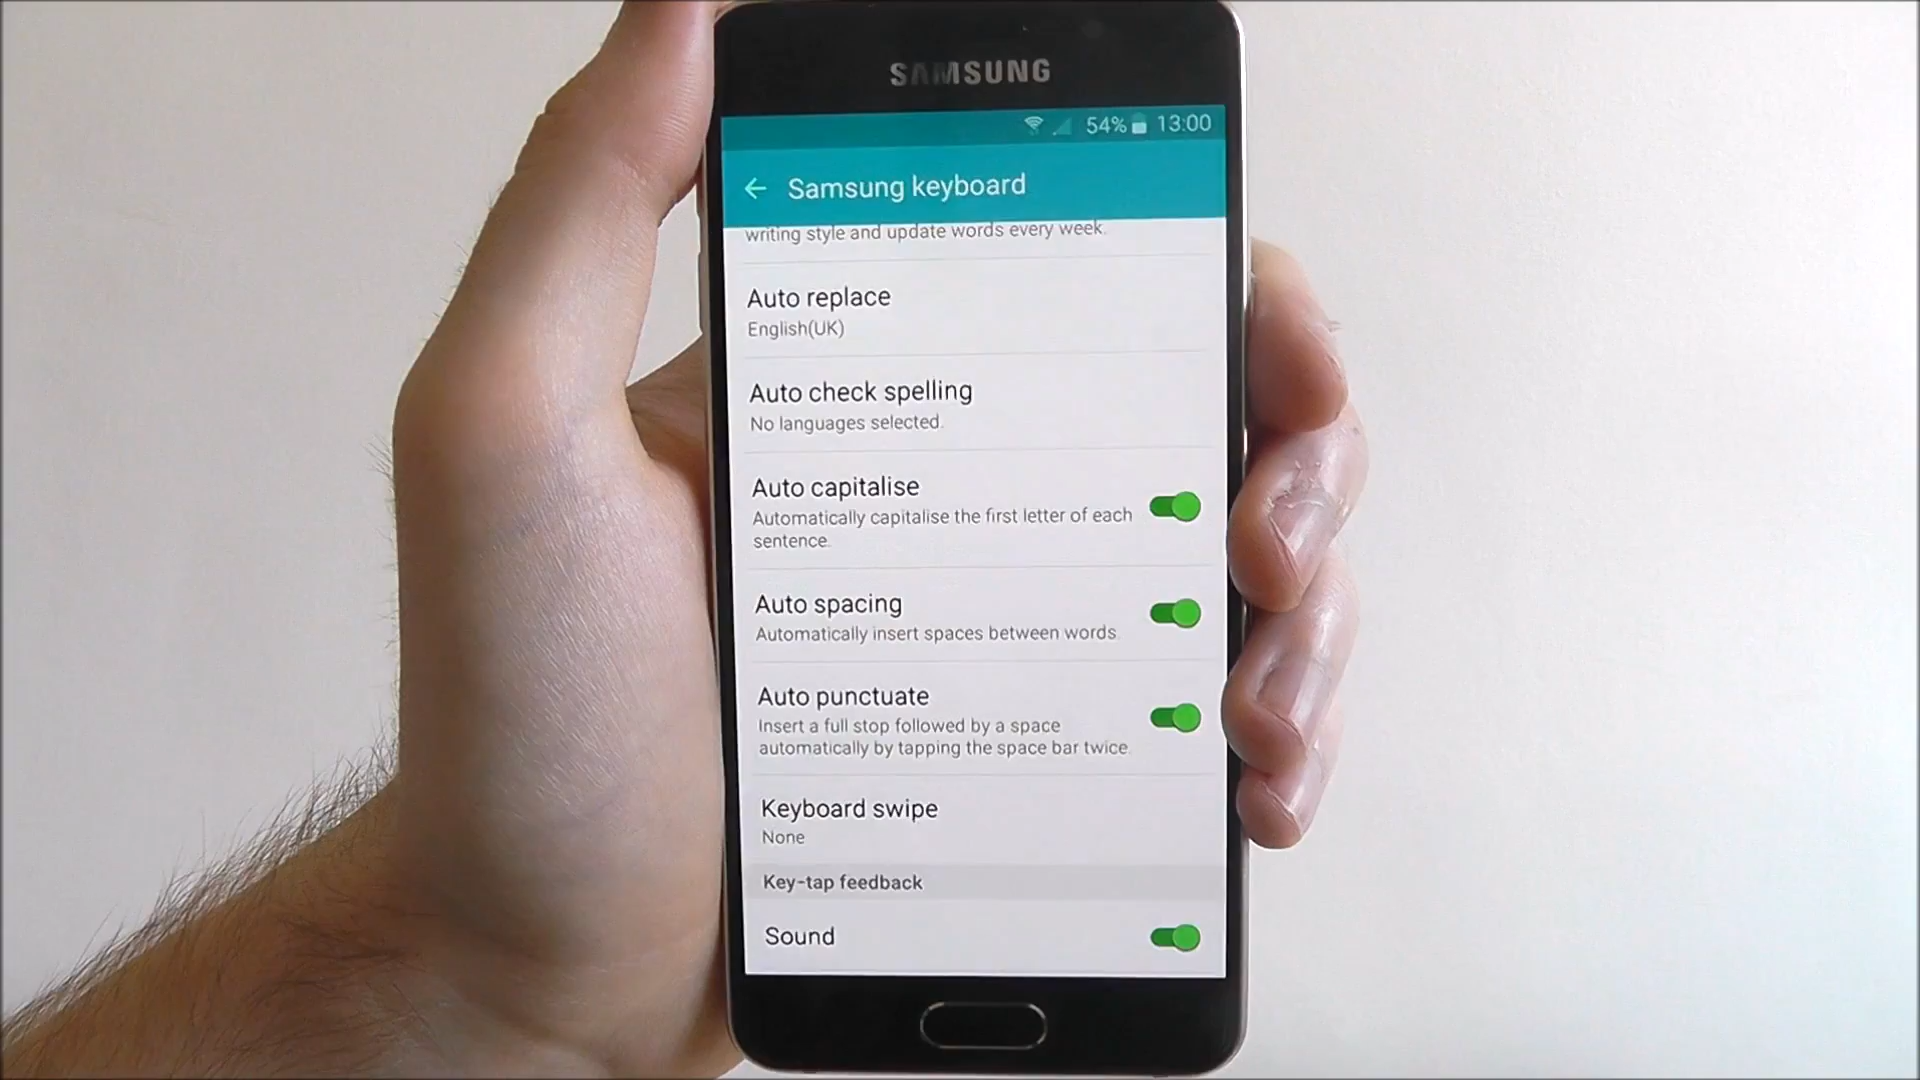 SAMSUNG
54% 13:00
Samsung keyboard
writing style and update words every week.
Auto replace
English(UK)
Auto check spelling
No languages selected.
Auto capitalise
Automatically capitalise the first letter of each
sentence.
Auto spacing
Automatically insert spaces between words.
Auto punctuate
Insert a full stop followed by a space
automatically by tapping the space bar twice.
Keyboard swipe
None
Key-tap feedback
Sound